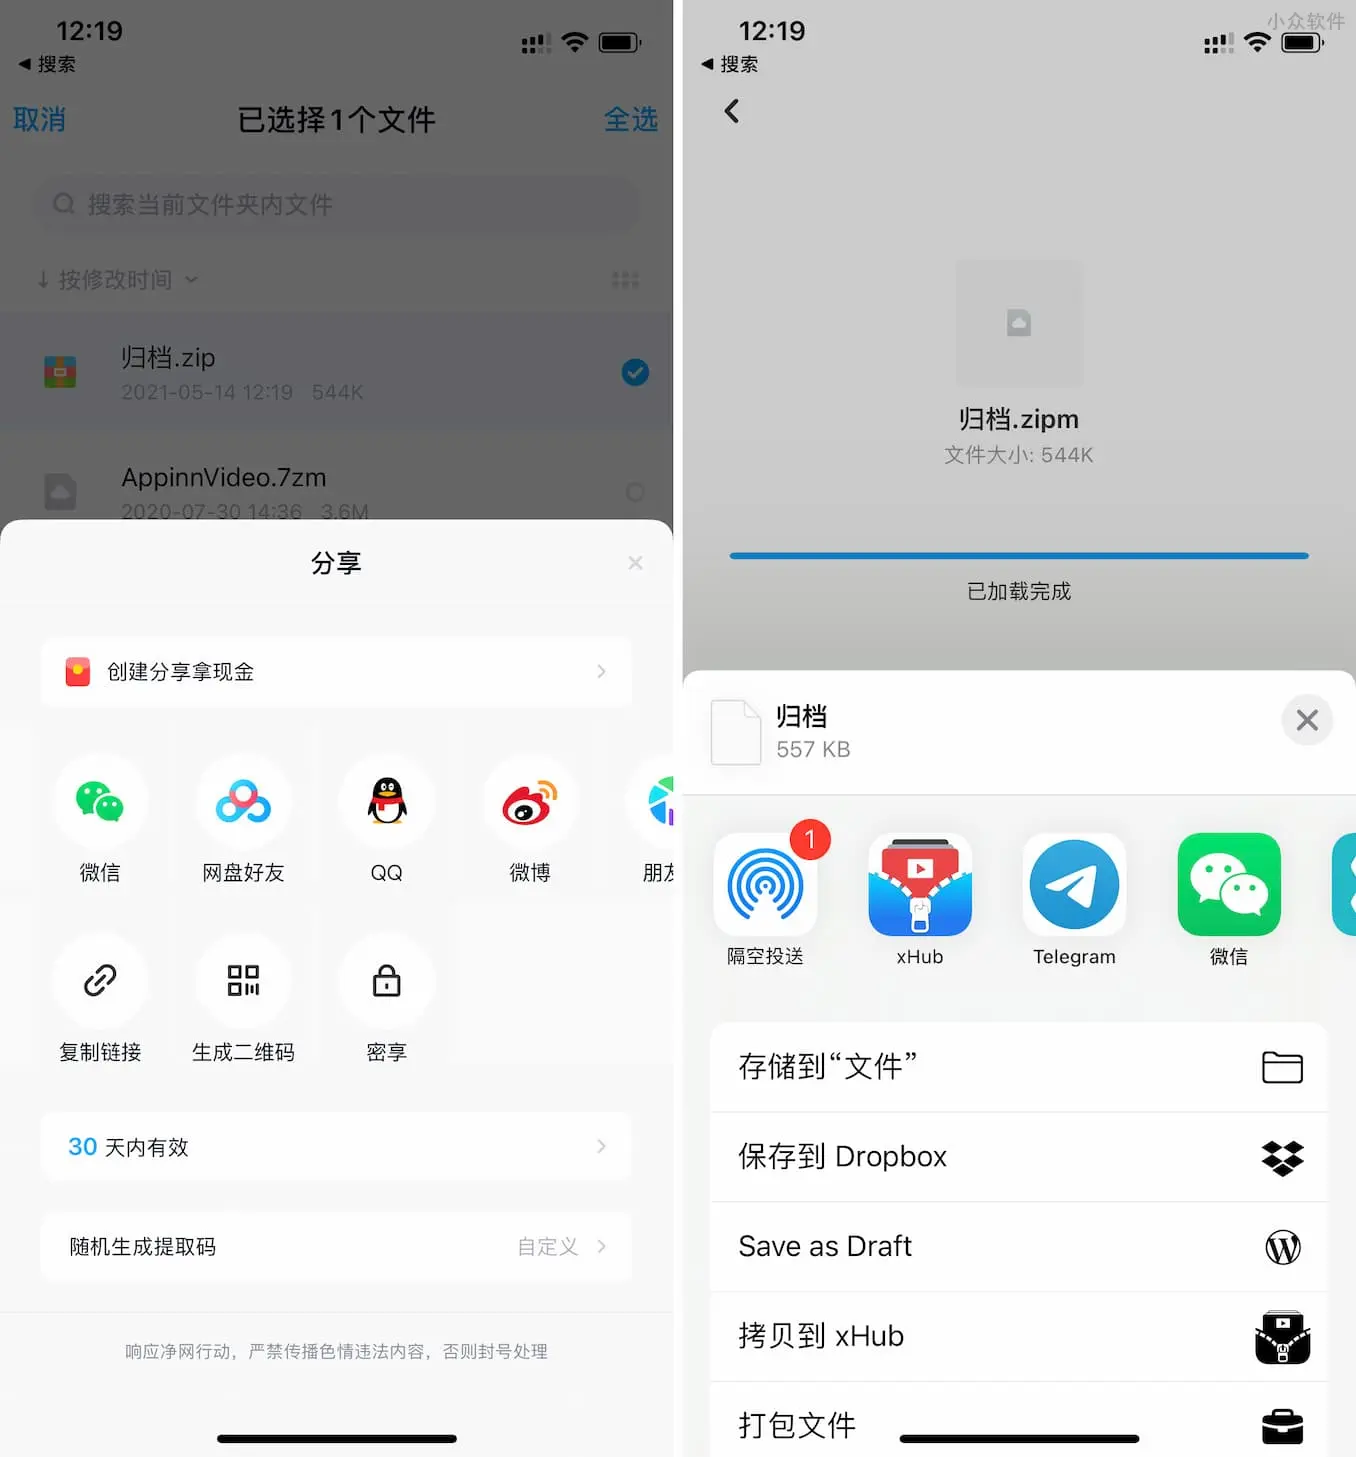 12:19
搜索
取消
已选择1个文件
全选
搜索当前文件夹内文件
按修改时间
归档.zip
2021-05-14 12:19 544K
AppinnVideo.7zm
2020-07-30 14:36 3.6M
分享
创建分享拿现金
微信
网盘好友
QQ
微博
朋友
复制链接
生成二维码
密享
30 天内有效
随机生成提取码
自定义
响应净网行动，严禁传播色情违法内容，否则封号处理
小众软件
12:19
搜索
归档.zipm
文件大小: 544K
已加载完成
归档
557 KB
1
隔空投送
xHub
Telegram
微信
存储到“文件”
保存到 Dropbox
Save as Draft
拷贝到 xHub
打包文件